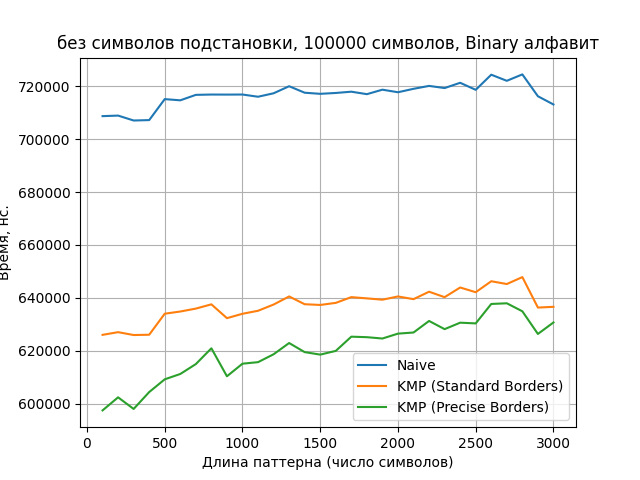 без символов подстановки, 100000 символов, Binary алфавит
Время, нс.
720000
700000
680000
660000
640000
620000
600000
Naive
KMP (Standard Borders)
KMP (Precise Borders)
0
500
1000
1500
2000
2500
3000
Длина паттерна (число символов)